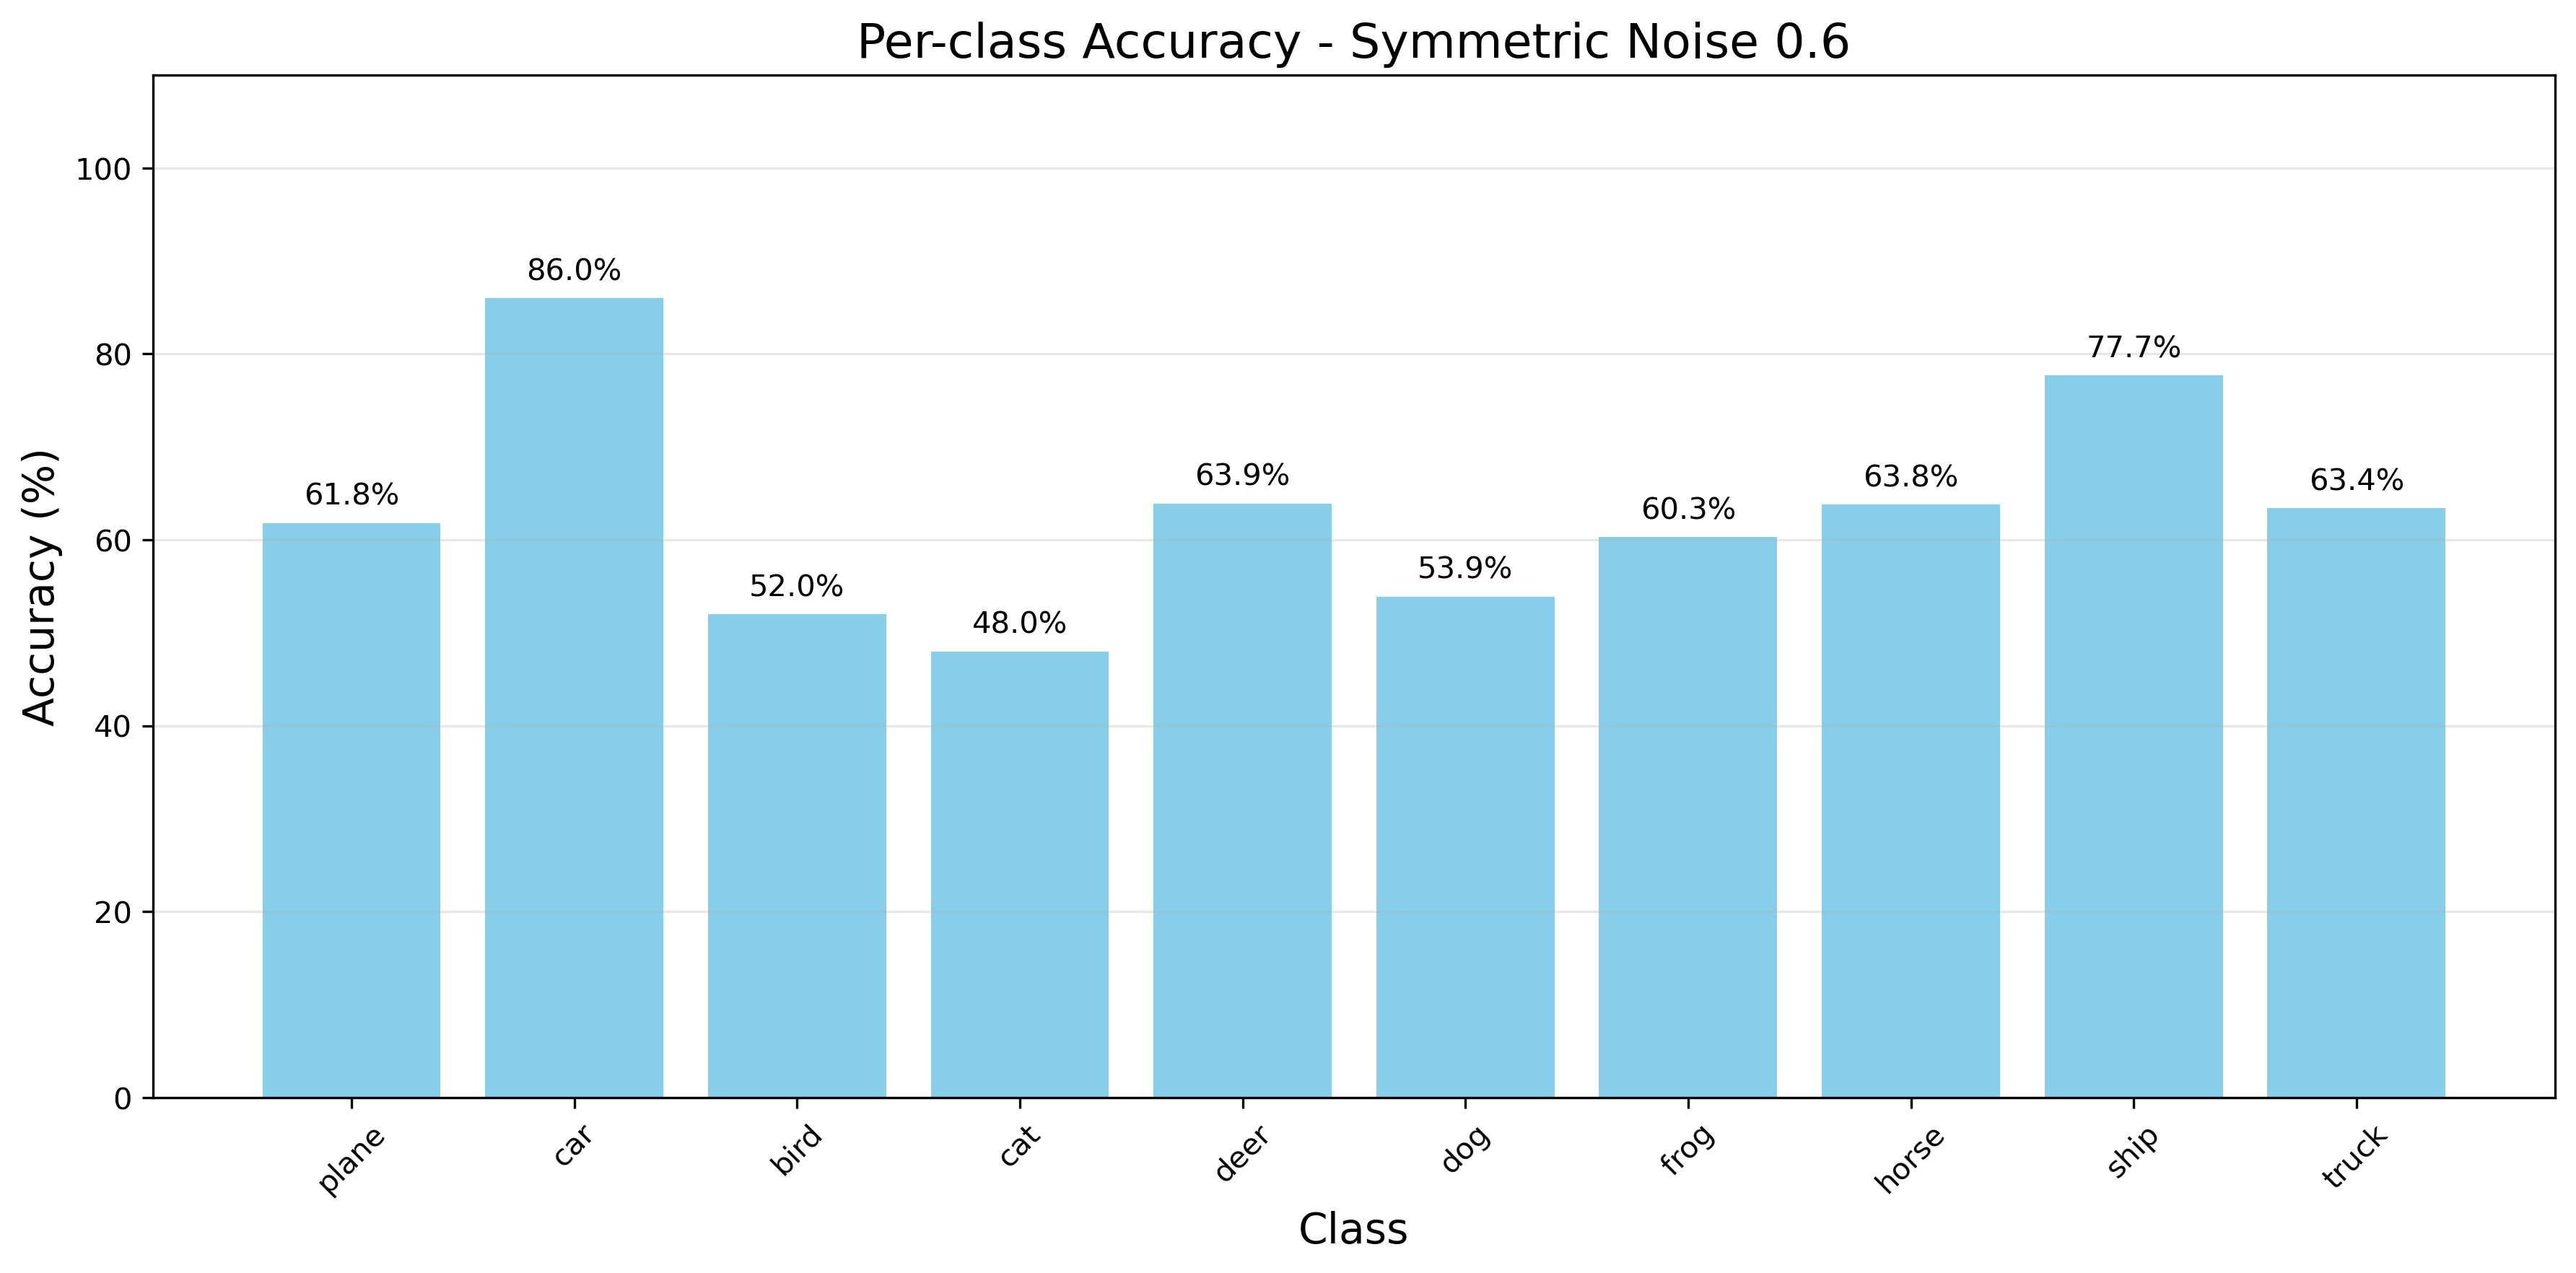 Per-class Accuracy - Symmetric Noise 0.6
Accuracy (%)
100
80
60
40
20
0
61.8%
86.0%
52.0%
48.0%
63.9%
53.9%
60.3%
63.8%
77.7%
63.4%
plane
car
bird
cat
deer
dog
frog
horse
ship
truck
Class